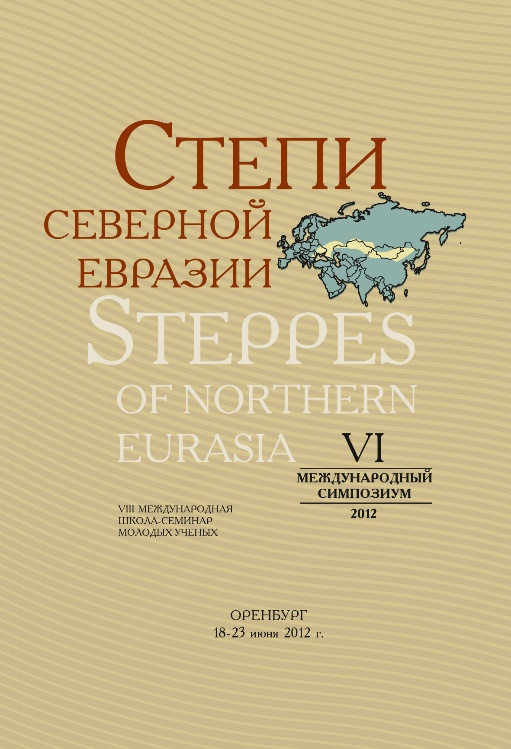 Степи
северной
евразии
Steppes
of Northern
Eurasia
VI
международный
симпозиум
2012
VIII международная
школа-семинар
молодых ученых
Оренбург
18-23 июня 2012 г.